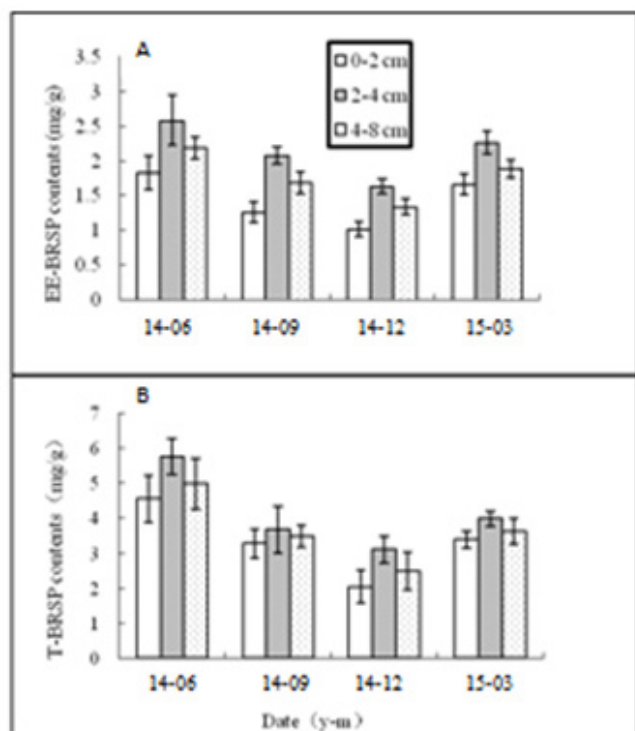 A
3.5
3
2.5
2
1.5
1
0.5
0
EE-BRSP contents (mg/g)
0-2 cm
2-4 cm
4-8 cm
14-06 14-09 14-12 15-03
B
7
6
5
4
3
2
1
0
T-BRSP contents (mg/g)
14-06 14-09 14-12 15-03
Date (y-m)